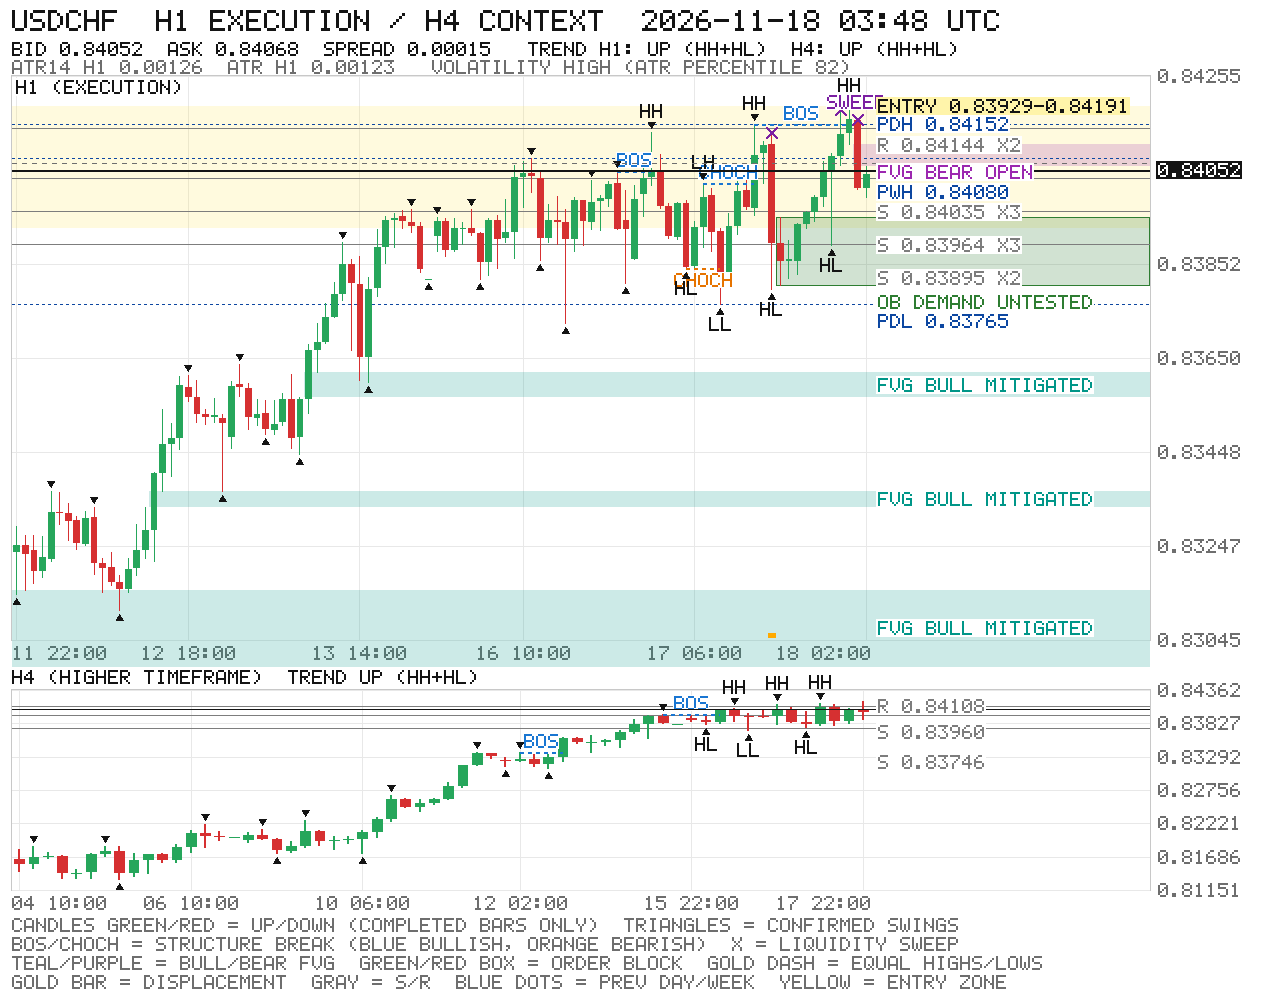 USDCHF  H1 EXECUTION / H4 CONTEXT  2026-11-18 03:48 UTC
BID 0.84052  ASK 0.84068  SPREAD 0.00015   TREND H1: UP (HH+HL)  H4: UP (HH+HL)
ATR14 H1 0.00126  ATR H1 0.00123   VOLATILITY HIGH (ATR PERCENTILE 82)
0.84255
H1 (EXECUTION)
HH
HH
SWEEP
ENTRY 0.83929-0.84191
HH
BOS
PDH 0.84152
R 0.84144 X2
BOS
LH
CHOCH
FVG BEAR OPEN
0.84052
PWH 0.84080
S 0.84035 X3
S 0.83964 X3
HL
0.83852
S 0.83895 X2
CHOCH
HL
OB DEMAND UNTESTED
HL
LL
PDL 0.83765
0.83650
FVG BULL MITIGATED
0.83448
FVG BULL MITIGATED
0.83247
FVG BULL MITIGATED
0.83045
11 22:00  12 18:00  13 14:00  16 10:00  17 06:00  18 02:00
H4 (HIGHER TIMEFRAME)  TREND UP (HH+HL)
HH
HH
HH
0.84362
BOS
R 0.84108
0.83827
S 0.83960
BOS
HL
LL
HL
0.83292
S 0.83746
0.82756
0.82221
0.81686
0.81151
04 10:00  06 10:00  10 06:00  12 02:00  15 22:00  17 22:00
CANDLES GREEN/RED = UP/DOWN (COMPLETED BARS ONLY)  TRIANGLES = CONFIRMED SWINGS
BOS/CHOCH = STRUCTURE BREAK (BLUE BULLISH, ORANGE BEARISH)  X = LIQUIDITY SWEEP
TEAL/PURPLE = BULL/BEAR FVG  GREEN/RED BOX = ORDER BLOCK  GOLD DASH = EQUAL HIGHS/LOWS
GOLD BAR = DISPLACEMENT  GRAY = S/R  BLUE DOTS = PREV DAY/WEEK  YELLOW = ENTRY ZONE